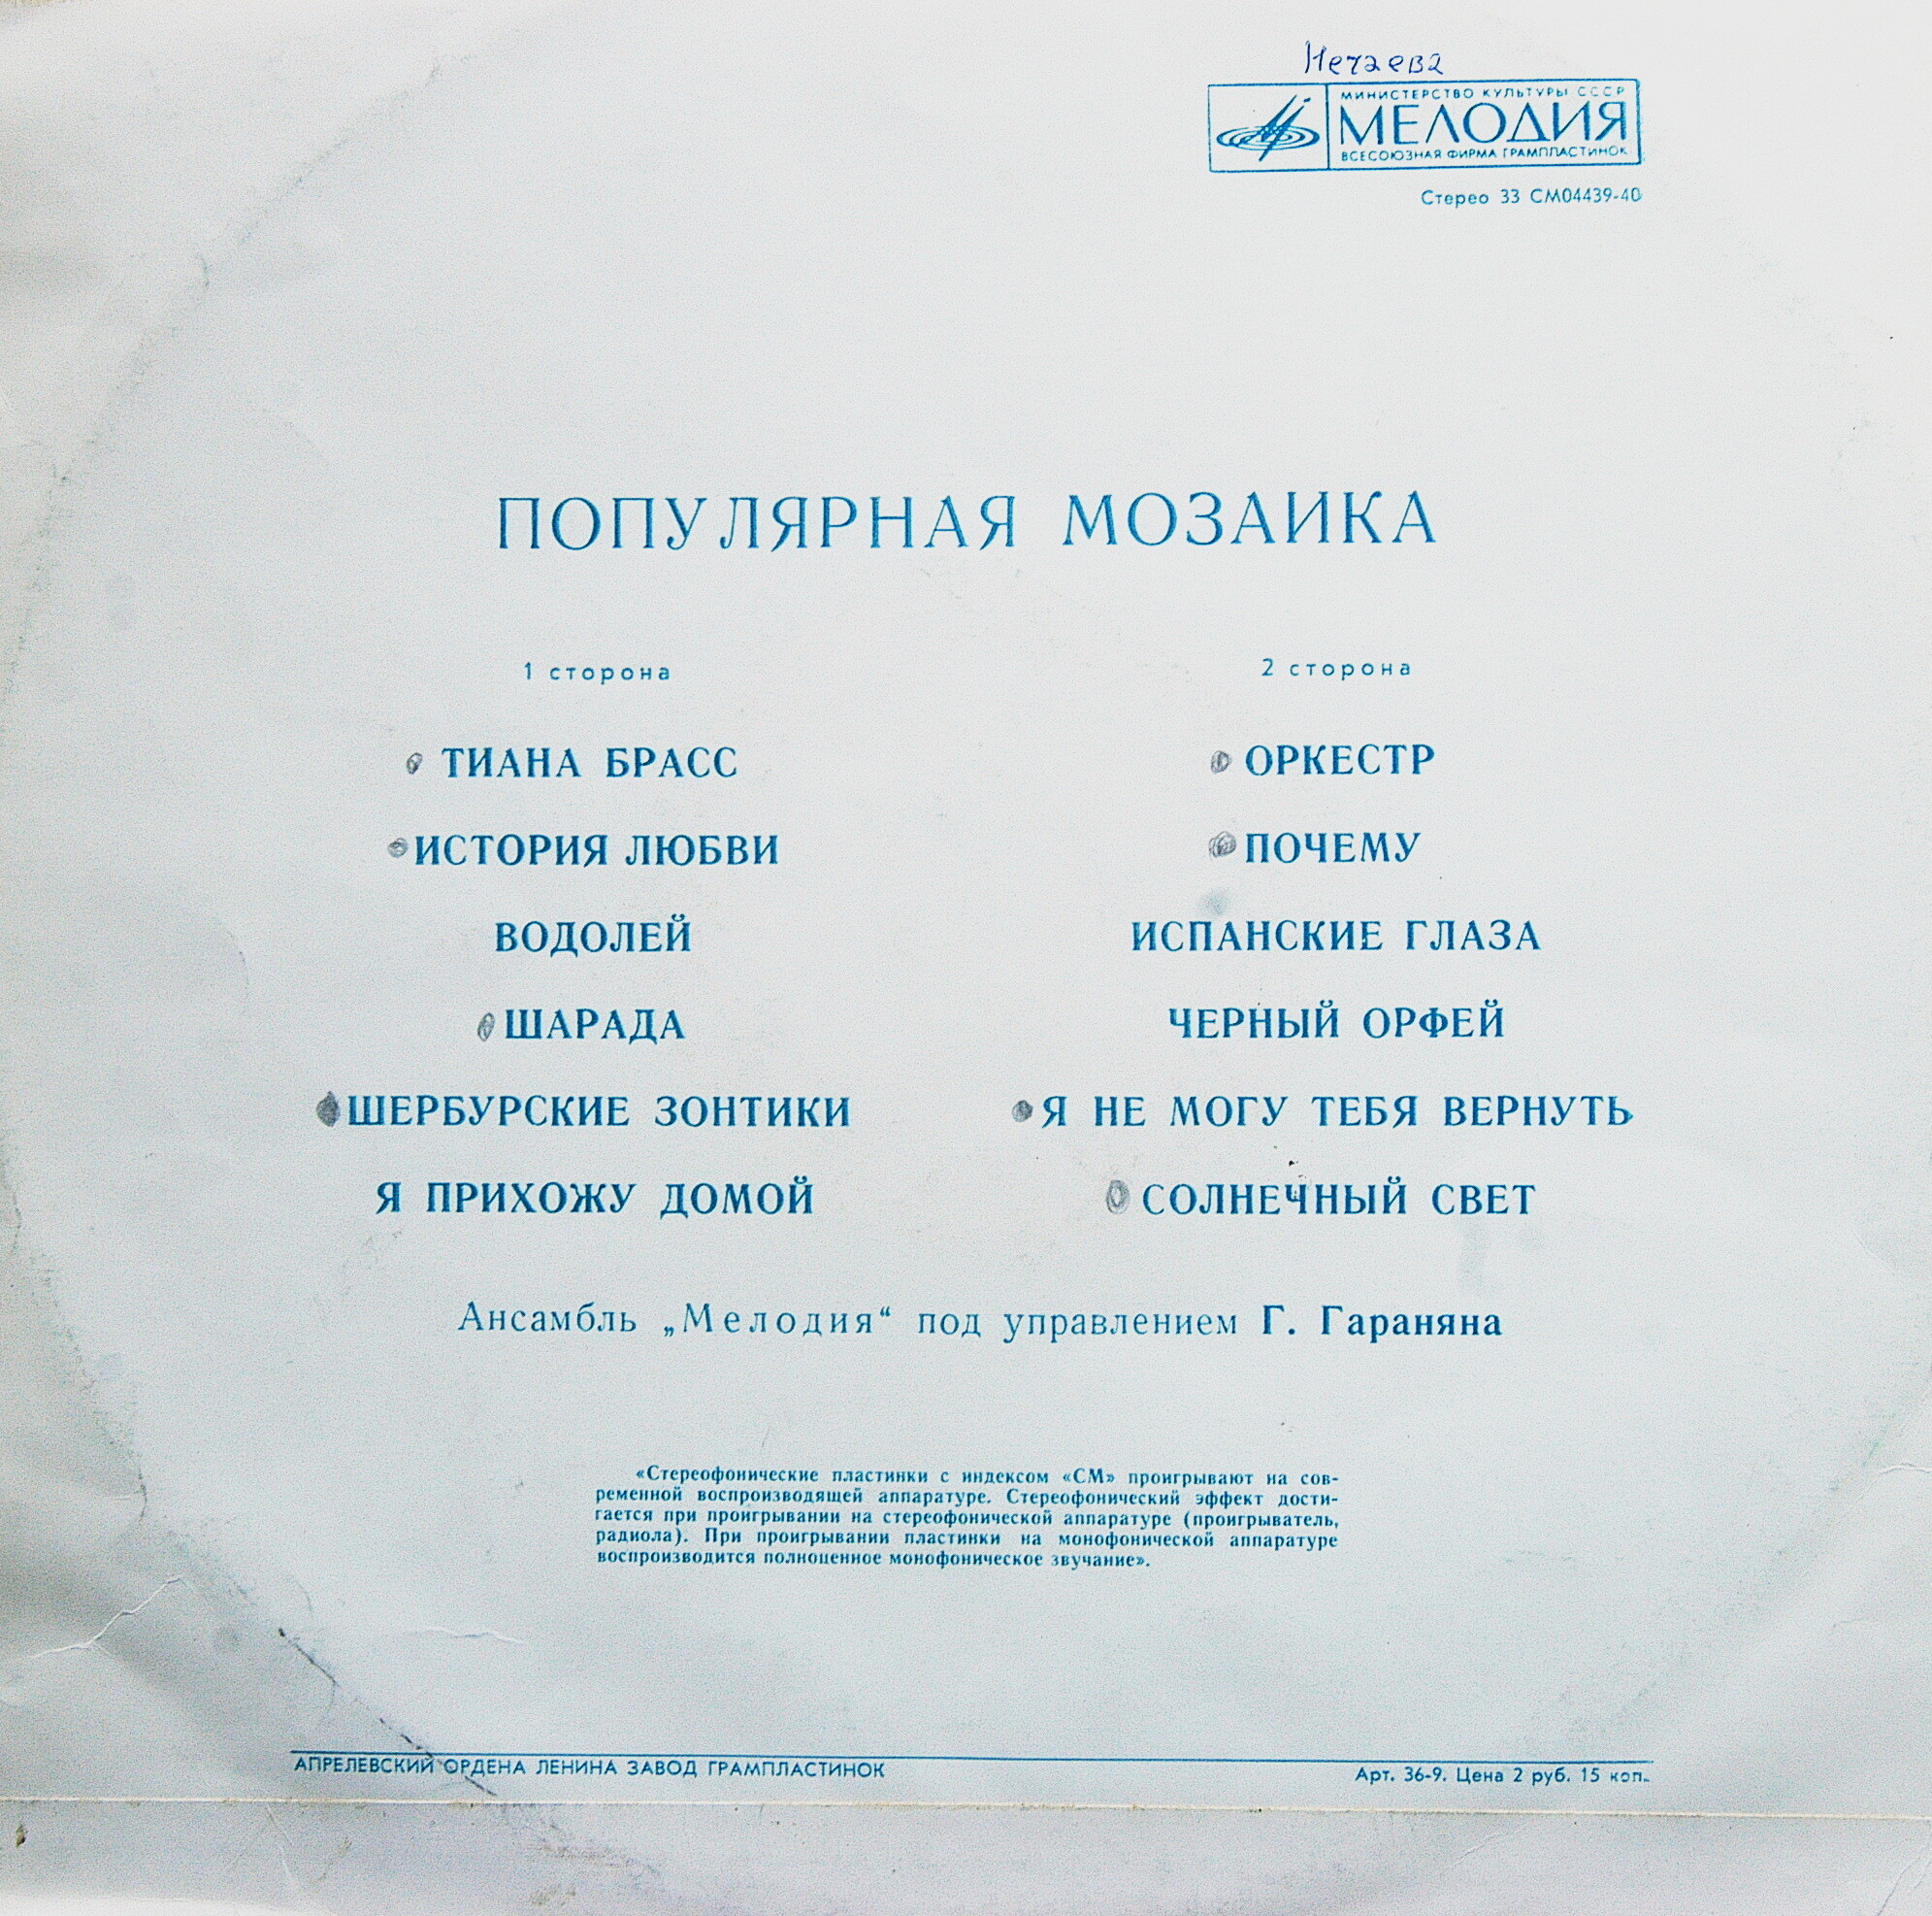 Нечаева
МИНИСТЕРСТВО КУЛЬТУРЫ СССР
МЕЛОДИЯ
ВСЕСОЮЗНАЯ ФИРМА ГРАМПЛАСТИНОК
Стерео 33 СМ04439-40
ПОПУЛЯРНАЯ МОЗАИКА
1 сторона
ТИАНА БРАСС
ИСТОРИЯ ЛЮБВИ
ВОДОЛЕЙ
ШАРАДА
ШЕРБУРСКИЕ ЗОНТИКИ
Я ПРИХОЖУ ДОМОЙ
2 сторона
ОРКЕСТР
ПОЧЕМУ
ИСПАНСКИЕ ГЛАЗА
ЧЕРНЫЙ ОРФЕЙ
Я НЕ МОГУ ТЕБЯ ВЕРНУТЬ
СОЛНЕЧНЫЙ СВЕТ
Ансамбль „Мелодия“ под управлением Г. Гараняна
«Стереофонические пластинки с индексом «СМ» проигрывают на сов-
ременной воспроизводящей аппаратуре. Стереофонический эффект дости-
гается при проигрывании на стереофонической аппаратуре (проигрыватель,
радиола). При проигрывании пластинки на монофонической аппаратуре
воспроизводится полноценное монофоническое звучание».
АПРЕЛЕВСКИЙ ОРДЕНА ЛЕНИНА ЗАВОД ГРАМПЛАСТИНОК
Арт. 36-9. Цена 2 руб. 15 коп.